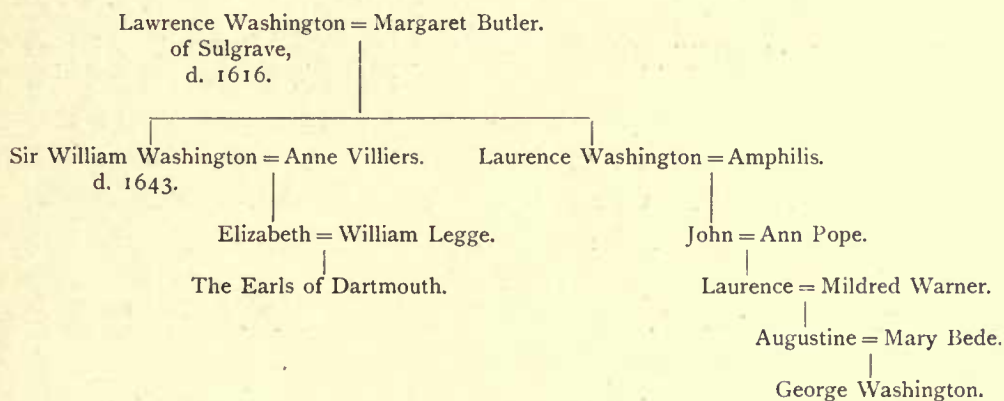 Lawrence Washington = Margaret Butler.
of Sulgrave,
d. 1616.
Sir William Washington = Anne Villiers. Laurence Washington = Amphilis.
d. 1643.
Elizabeth = William Legge. John = Ann Pope.
The Earls of Dartmouth. Laurence = Mildred Warner.
Augustine = Mary Bede.
George Washington.